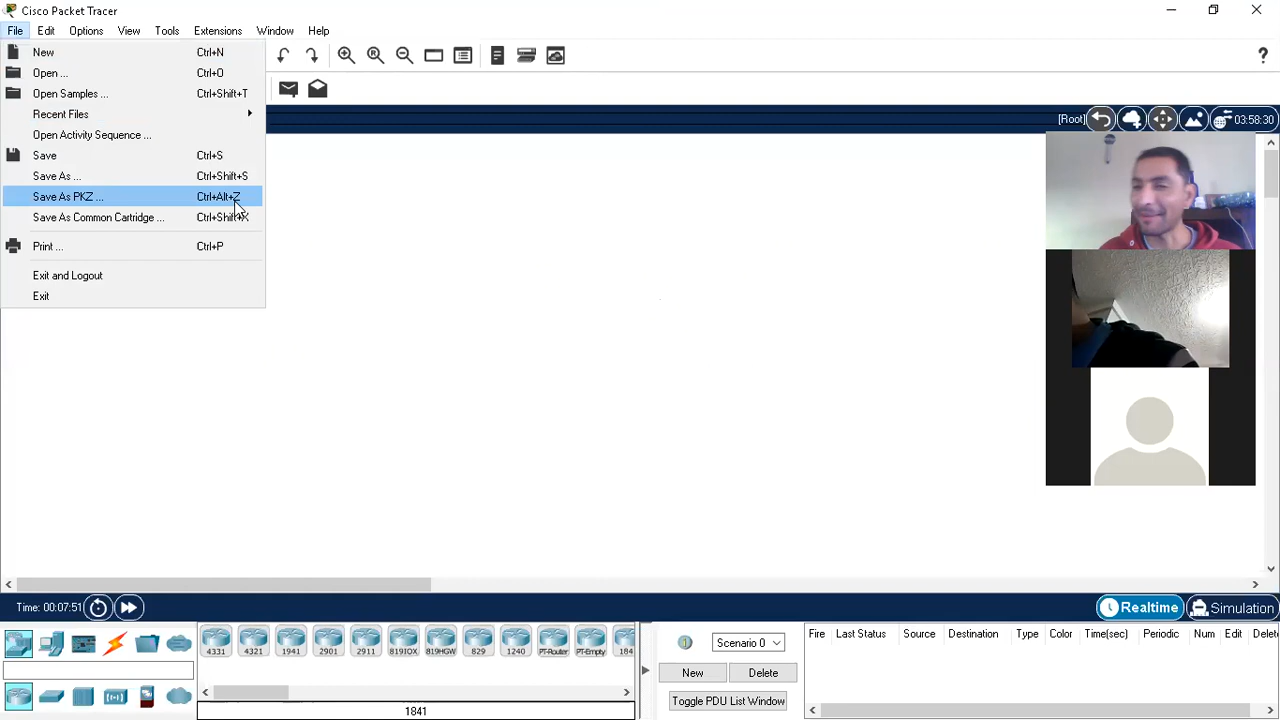 Cisco Packet Tracer
File Edit Options View Tools Extensions Window Help
New Ctrl+N
Open ... Ctrl+O
Open Samples ... Ctrl+Shift+T
Recent Files
Open Activity Sequence ...
Save Ctrl+S
Save As ... Ctrl+Shift+S
Save As PKZ ... Ctrl+Alt+Z
Save As Common Cartridge ... Ctrl+Shift+X
Print ... Ctrl+P
Exit and Logout
Exit
?
[Root] 03:58:30
Time: 00:07:51
Realtime Simulation
4331 4321 1941 2901 2911 819IOX 819HGW 829 1240 PT-Router PT-Empty 184
1841
Scenario 0
New Delete
Toggle PDU List Window
Fire Last Status Source Destination Type Color Time(sec) Periodic Num Edit Delete